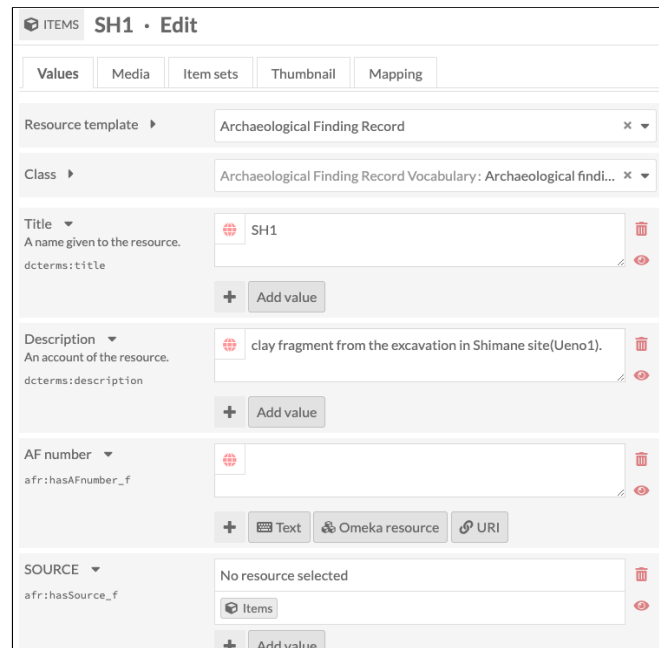 ITEMS SH1 · Edit
Values Media Item sets Thumbnail Mapping
Resource template Archaeological Finding Record
Class Archaeological Finding Record Vocabulary: Archaeological findi...
Title SH1
A name given to the resource.
dcterms:title
Add value
Description clay fragment from the excavation in Shimane site(Ueno1).
An account of the resource.
dcterms:description
Add value
AF number
afr:hasAFnumber_f
Text Omeka resource URI
SOURCE No resource selected
afr:hasSource_f
Items
Add value